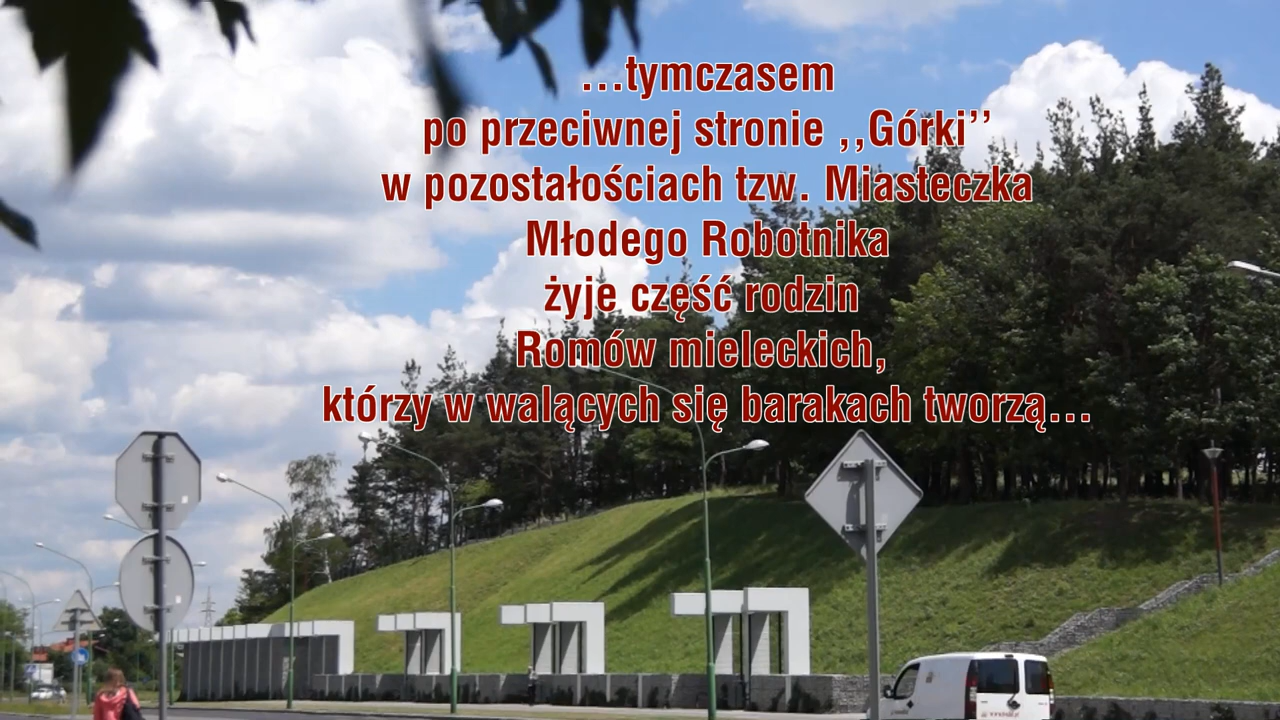 ...tymczasem
po przeciwnej stronie ,,Górki’’
w pozostałościach tzw. Miasteczka
Młodego Robotnika
żyje część rodzin
Romów mieleckich,
którzy w walących się barakach tworzą...